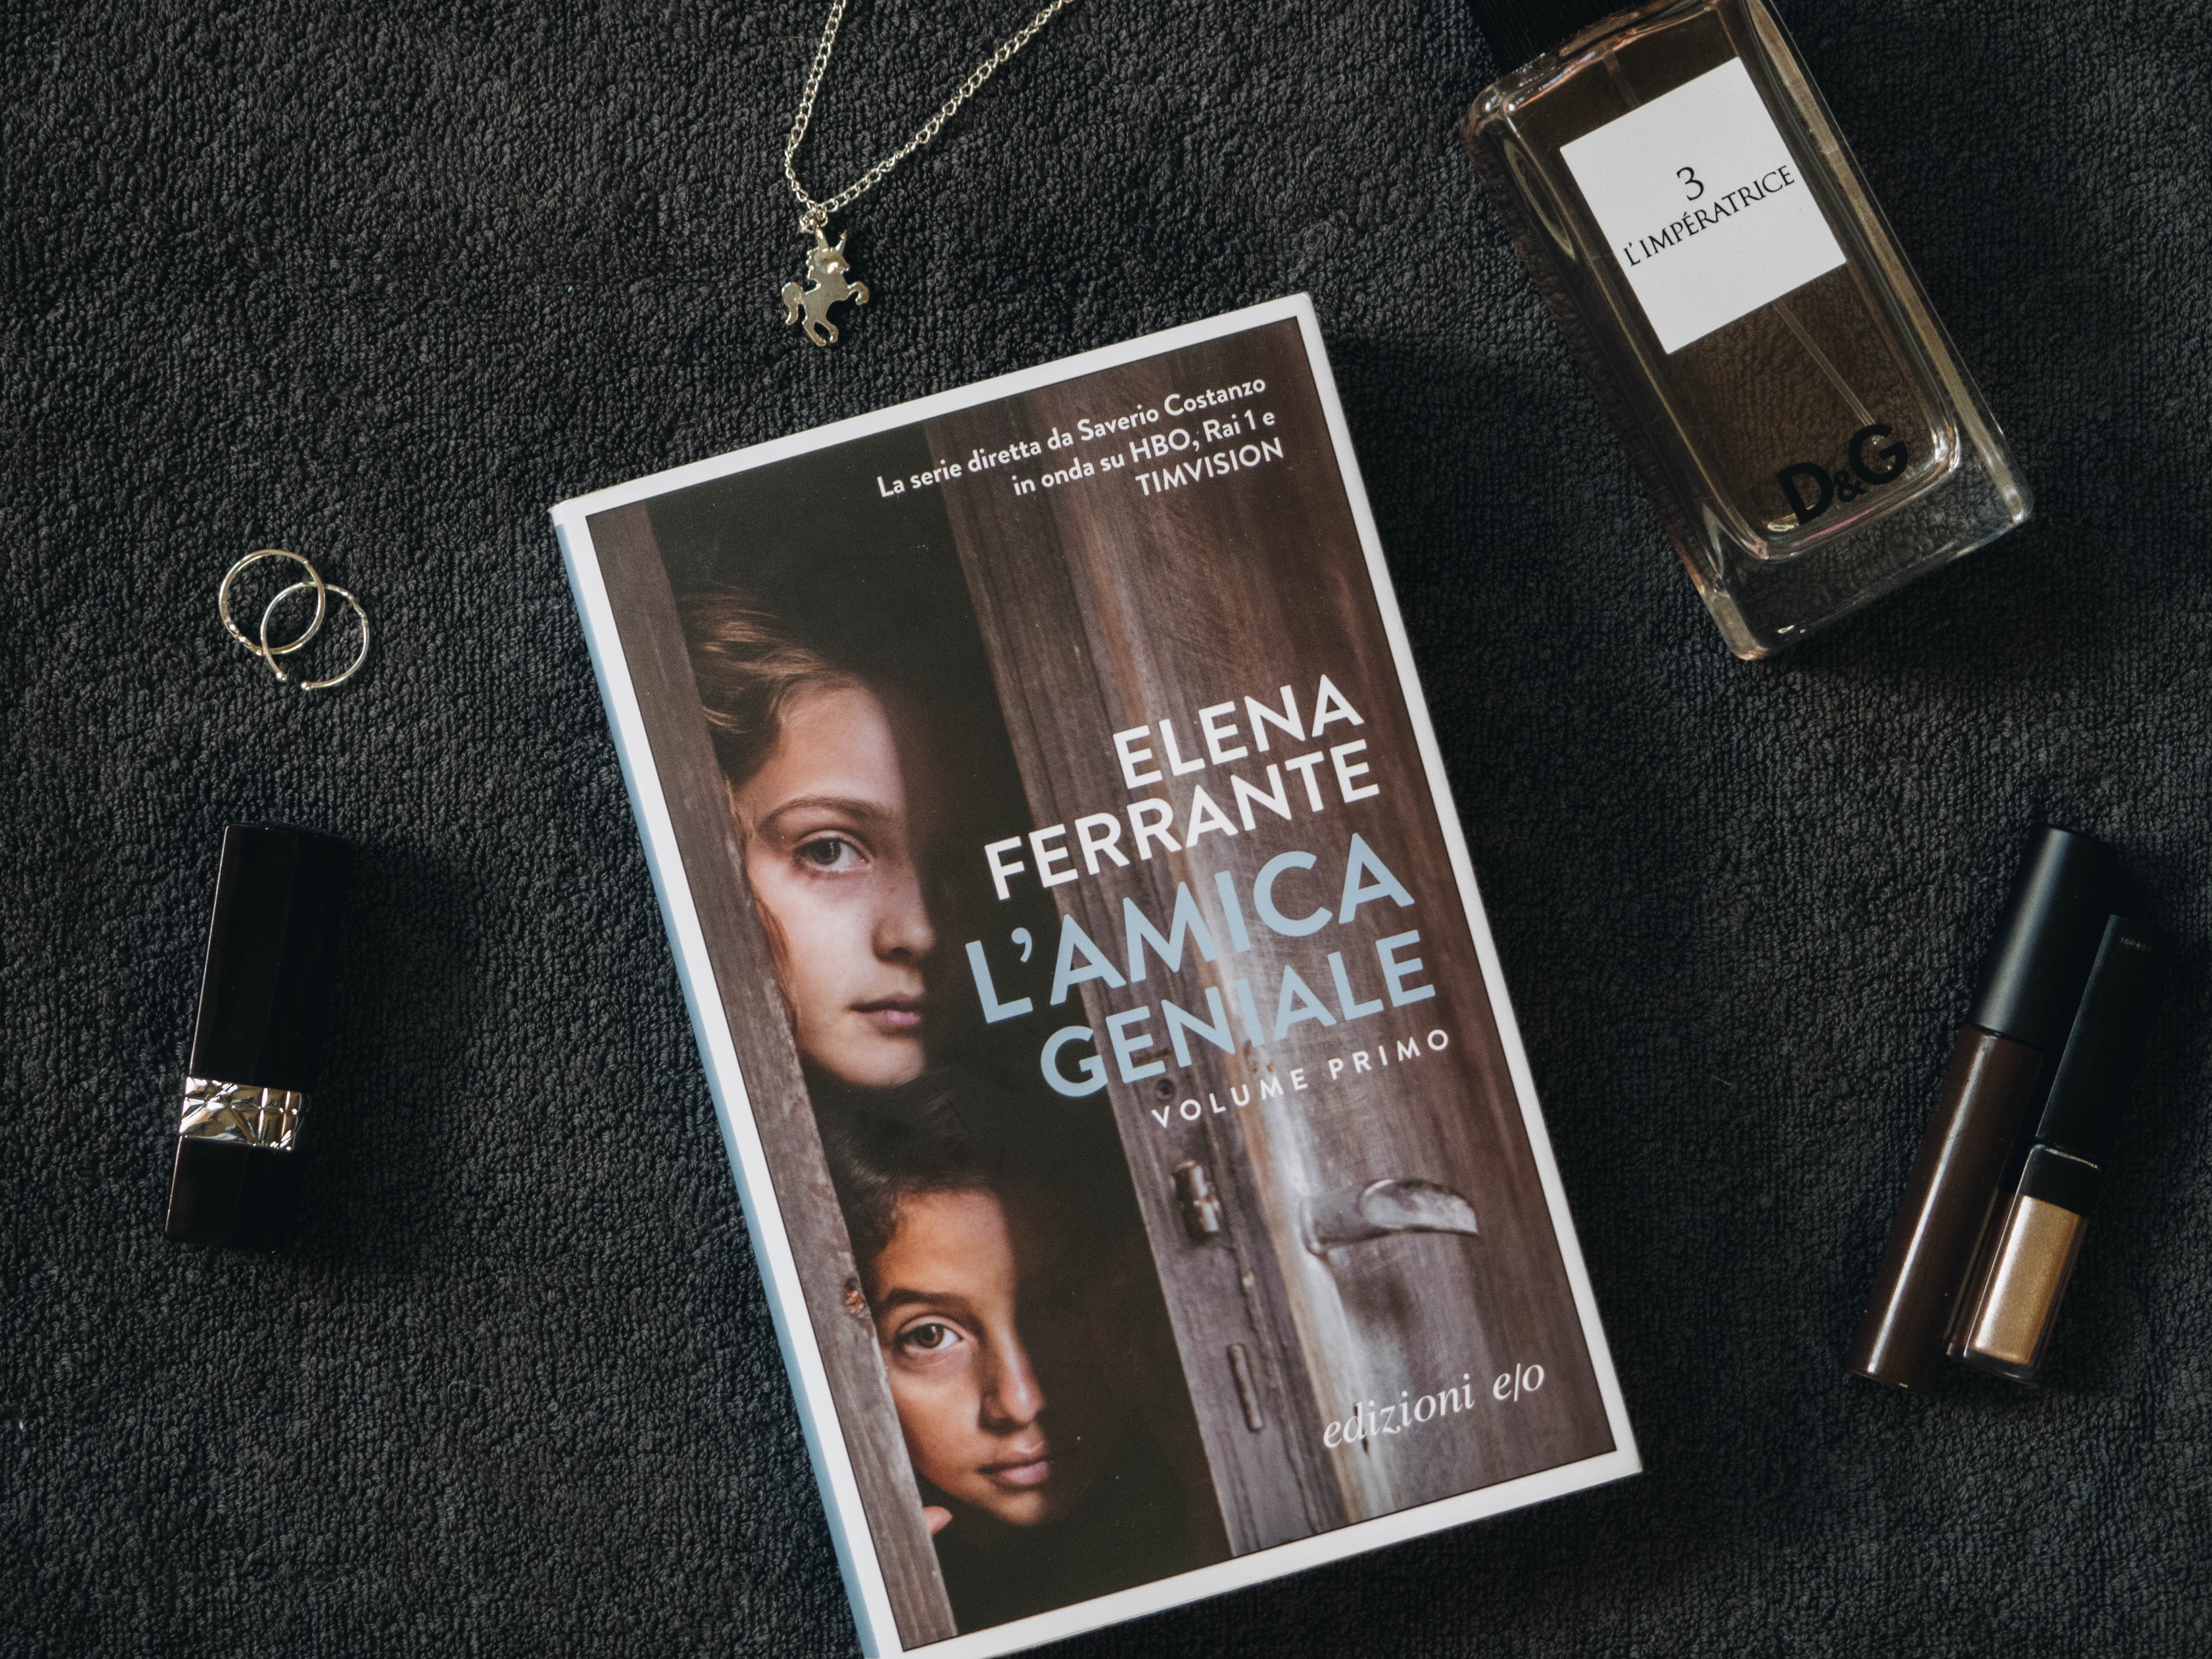 3
L'IMPÉRATRICE
D&G
La serie diretta da Saverio Costanzo
in onda su HBO, Rai 1 e
TIMVISION
ELENA
FERRANTE
L'AMICA
GENIALE
VOLUME PRIMO
edizioni e/o